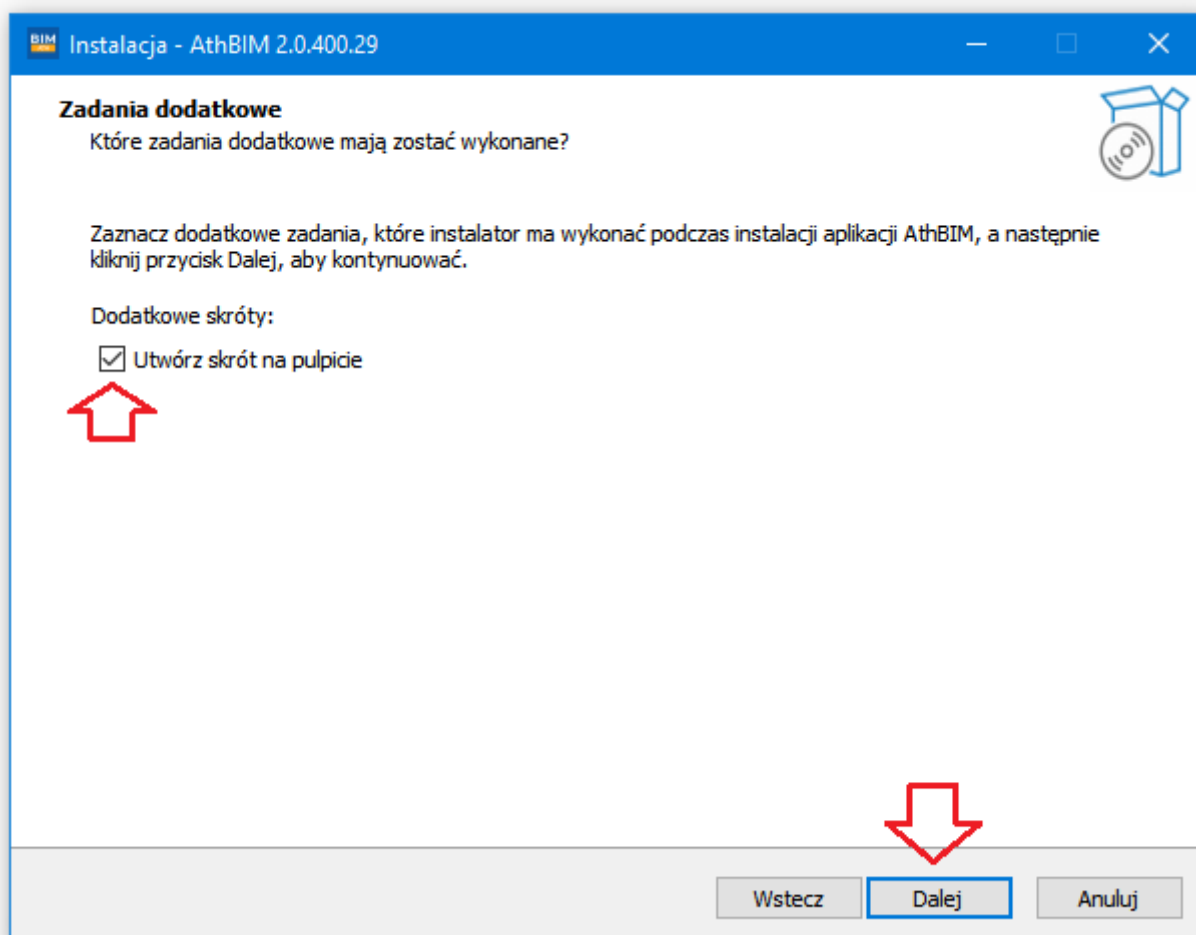 BIM
Instalacja - AthBIM 2.0.400.29
Zadania dodatkowe
Które zadania dodatkowe mają zostać wykonane?
Zaznacz dodatkowe zadania, które instalator ma wykonać podczas instalacji aplikacji AthBIM, a następnie
kliknij przycisk Dalej, aby kontynuować.
Dodatkowe skróty:
Utwórz skrót na pulpicie
Wstecz
Dalej
Anuluj